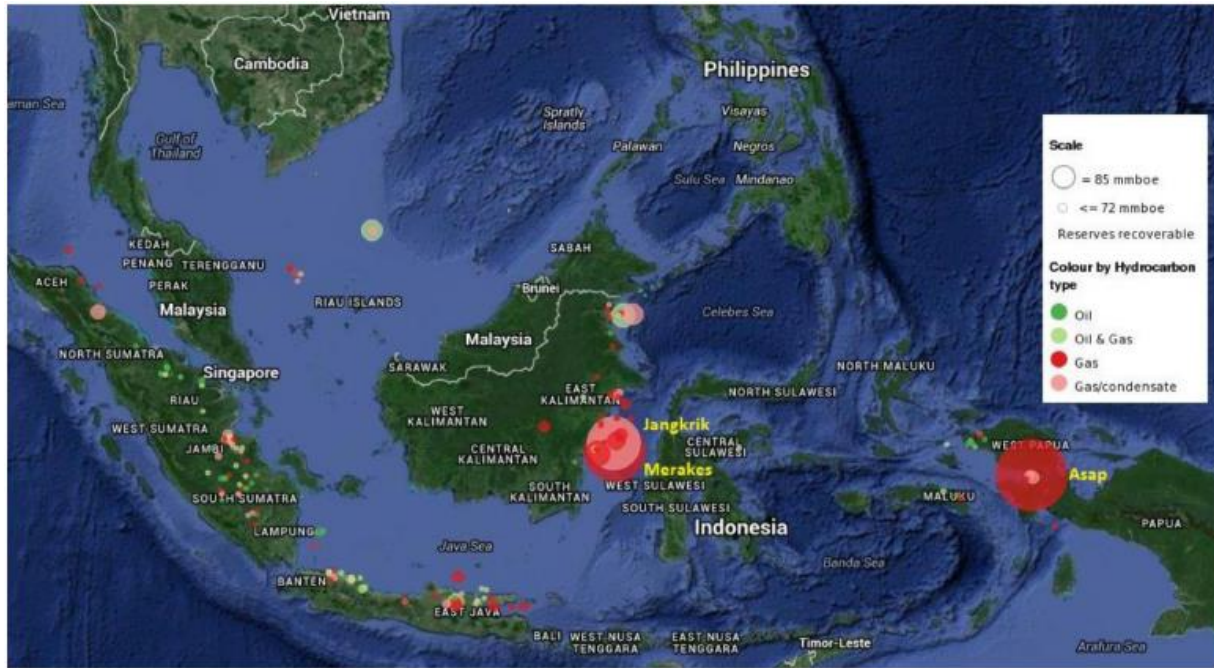 Vietnam
Cambodia
Philippines
aman Sea
Gulf of
Thailand
Spratly
Islands
Visayas
Palawan
Negros
Sulu Sea
Mindanao
Scale
= 85 mmboe
<= 72 mmboe
Reserves recoverable
Colour by Hydrocarbon
type
Oil
Oil & Gas
Gas
Gas/condensate
KEDAH
PENANG
TERENGGANU
PERAK
ACEH
Malaysia
RIAU ISLANDS
SABAH
Brunei
Malaysia
Celebes Sea
SARAWAK
NORTH SUMATRA
Singapore
RIAU
WEST SUMATRA
JAMBI
SOUTH SUMATRA
LAMPUNG
BANTEN
Java Sea
EAST JAVA
BALI
WEST NUSA
TENGGARA
EAST NUSA
TENGGARA
Timor-Leste
Arafura Sea
EAST
KALIMANTAN
WEST
KALIMANTAN
CENTRAL
KALIMANTAN
SOUTH
KALIMANTAN
Jangkrik
Merakes
NORTH SULAWESI
CENTRAL
SULAWESI
WEST SULAWESI
SOUTH SULAWESI
NORTH MALUKU
Indonesia
MALUKU
Banda Sea
WEST PAPUA
Asap
PAPUA